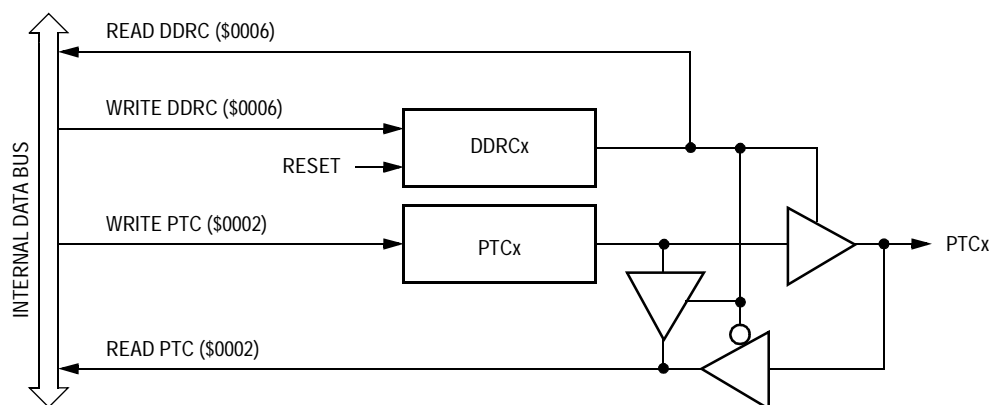 READ DDRC ($0006)
WRITE DDRC ($0006)
DDRCx
RESET
INTERNAL DATA BUS
WRITE PTC ($0002)
PTCx
PTCx
READ PTC ($0002)